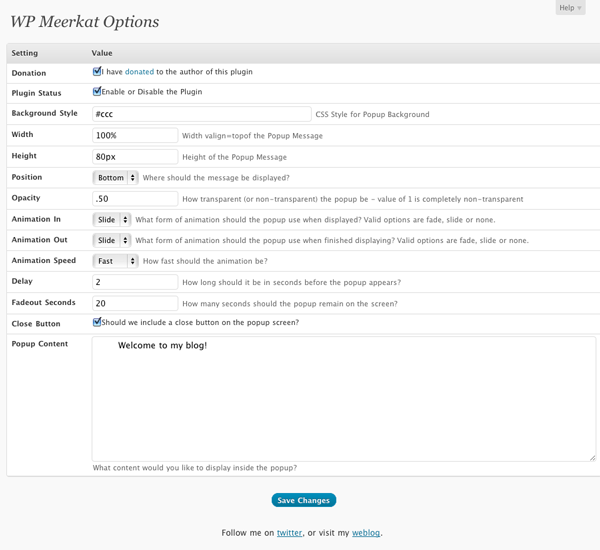 Help
WP Meerkat Options
Setting Value
Donation I have donated to the author of this plugin
Plugin Status Enable or Disable the Plugin
Background Style #ccc CSS Style for Popup Background
Width 100% Width valign=topof the Popup Message
Height 80px Height of the Popup Message
Position Bottom Where should the message be displayed?
Opacity .50 How transparent (or non-transparent) the popup be - value of 1 is completely non-transparent
Animation In Slide What form of animation should the popup use when displayed? Valid options are fade, slide or none.
Animation Out Slide What form of animation should the popup use when finished displaying? Valid options are fade, slide or none.
Animation Speed Fast How fast should the animation be?
Delay 2 How long should it be in seconds before the popup appears?
Fadeout Seconds 20 How many seconds should the popup remain on the screen?
Close Button Should we include a close button on the popup screen?
Popup Content Welcome to my blog!
What content would you like to display inside the popup?
Save Changes
Follow me on twitter, or visit my weblog.